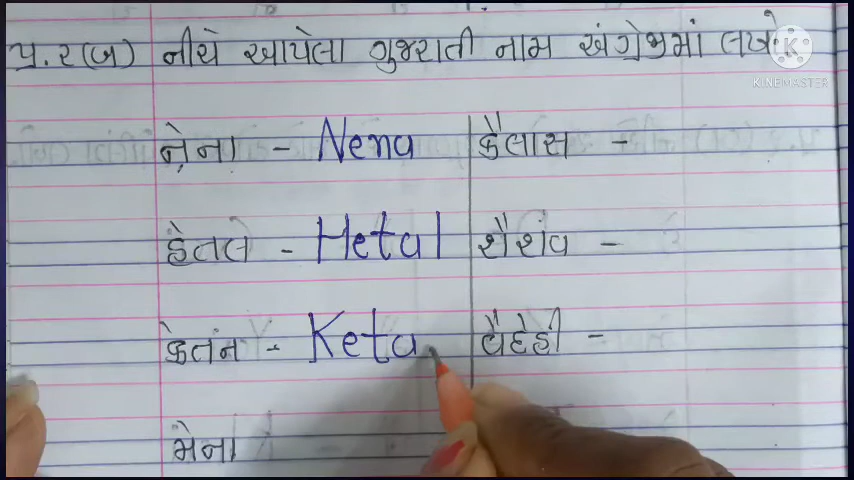 પ્ર. ૨ (બ) નીચે આપેલા ગુજરાતી નામ અંગ્રેજીમાં લખો.
K
KINEMASTER
નેના - Nena
કૈલાસ -
હેતલ - Hetal
શૈશવ -
કેતન - Keta
વૈદેહી -
મેના